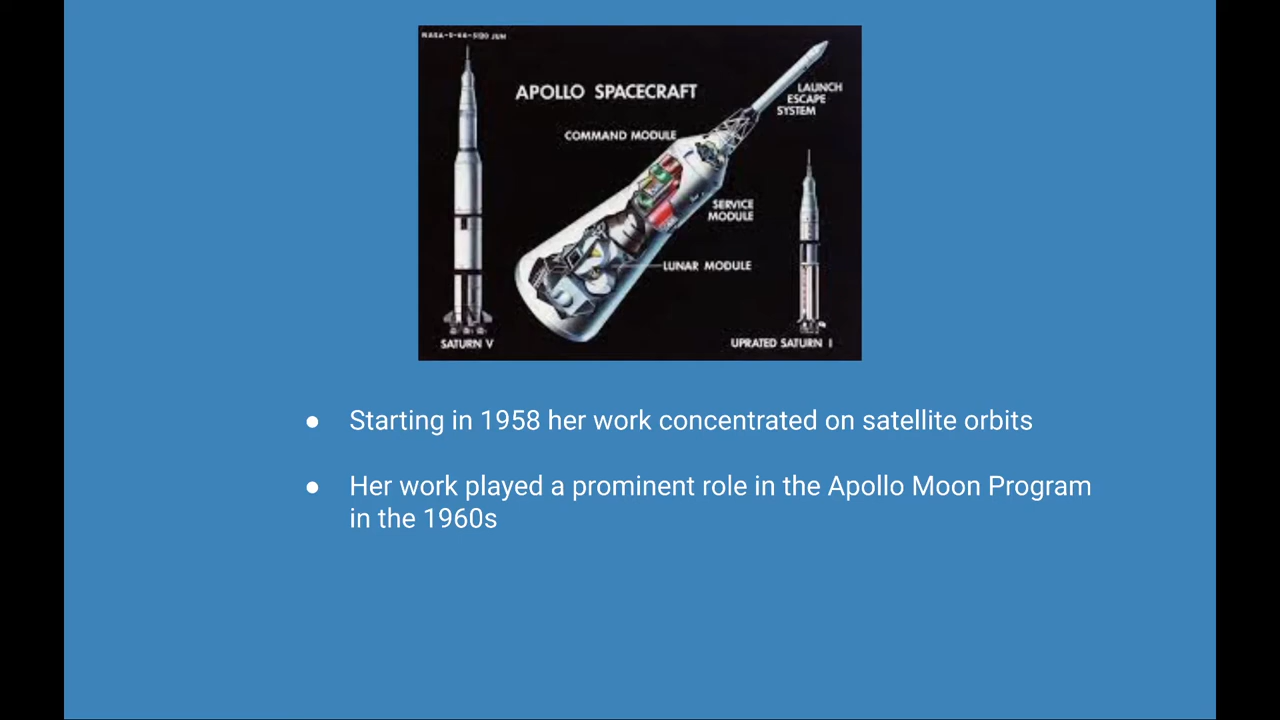 APOLLO SPACECRAFT
LAUNCH
ESCAPE
SYSTEM
COMMAND MODULE
SERVICE
MODULE
LUNAR MODULE
SATURN V
UPRATED SATURN I
● Starting in 1958 her work concentrated on satellite orbits
● Her work played a prominent role in the Apollo Moon Program
in the 1960s